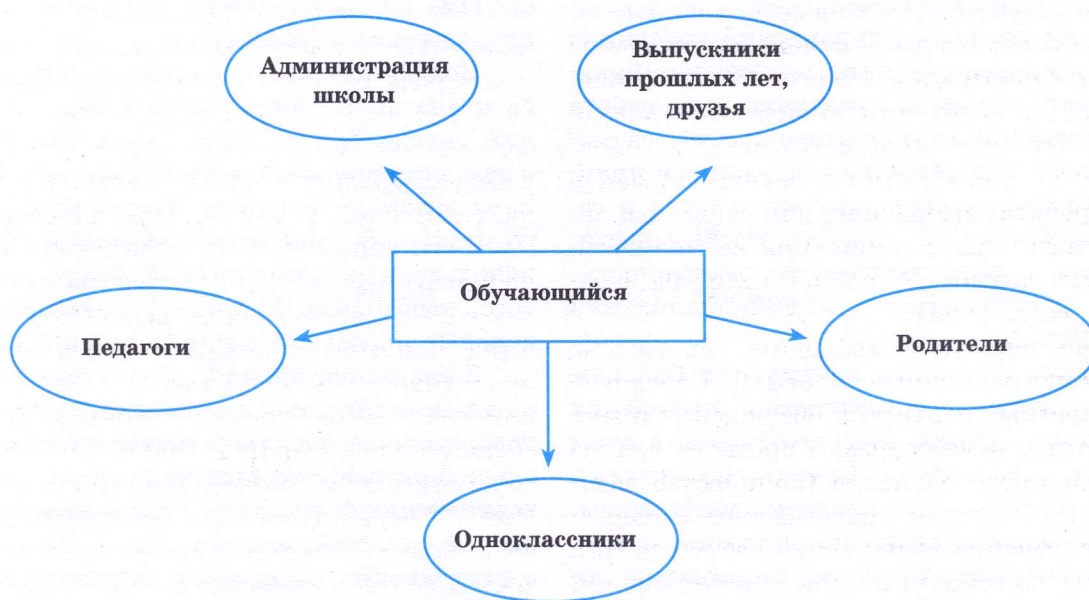 Администрация
школы
Выпускники
прошлых лет,
друзья
Обучающийся
Педагоги
Родители
Одноклассники